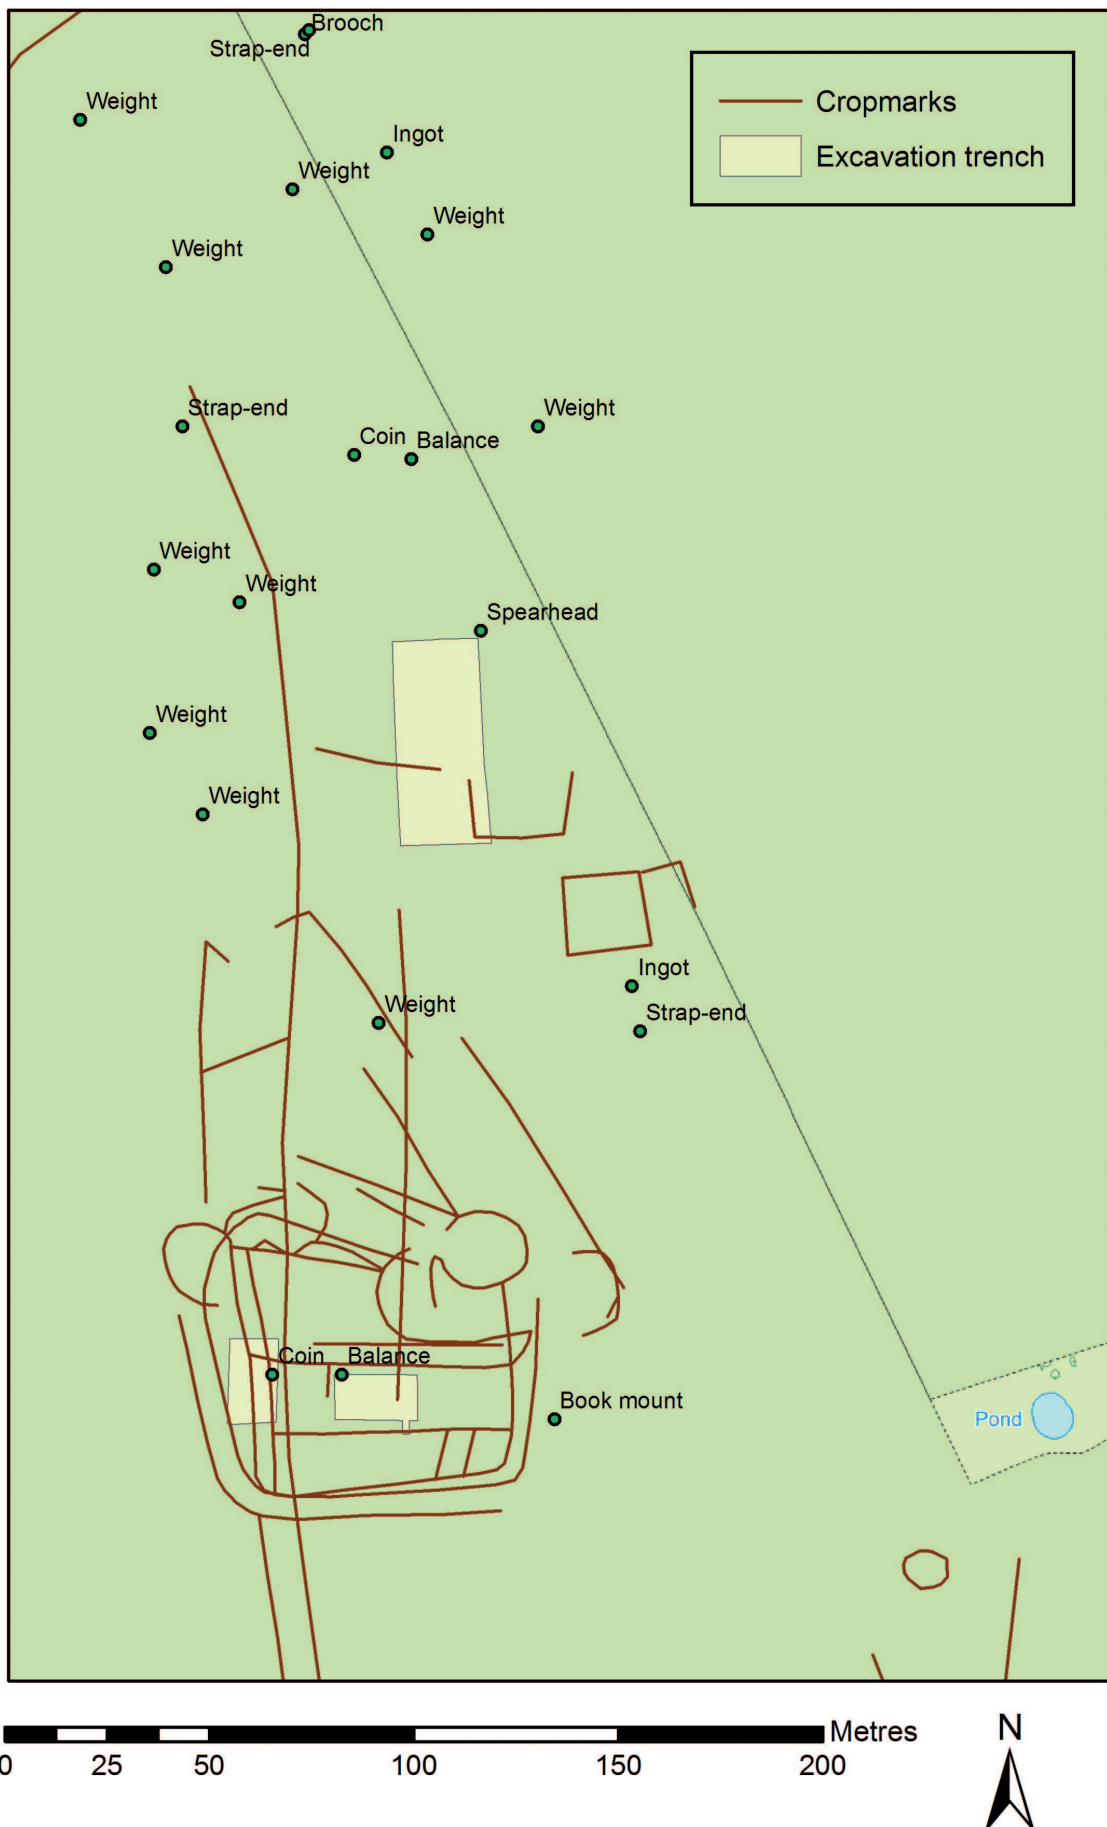 Brooch
Strap-end
Weight
Ingot
Weight
Weight
Weight
Cropmarks
Excavation trench
Strap-end
Weight
Coin
Balance
Weight
Weight
Spearhead
Weight
Weight
Ingot
Weight
Strap-end
Coin
Balance
Book mount
Pond
Metres
N
0 25 50 100 150 200